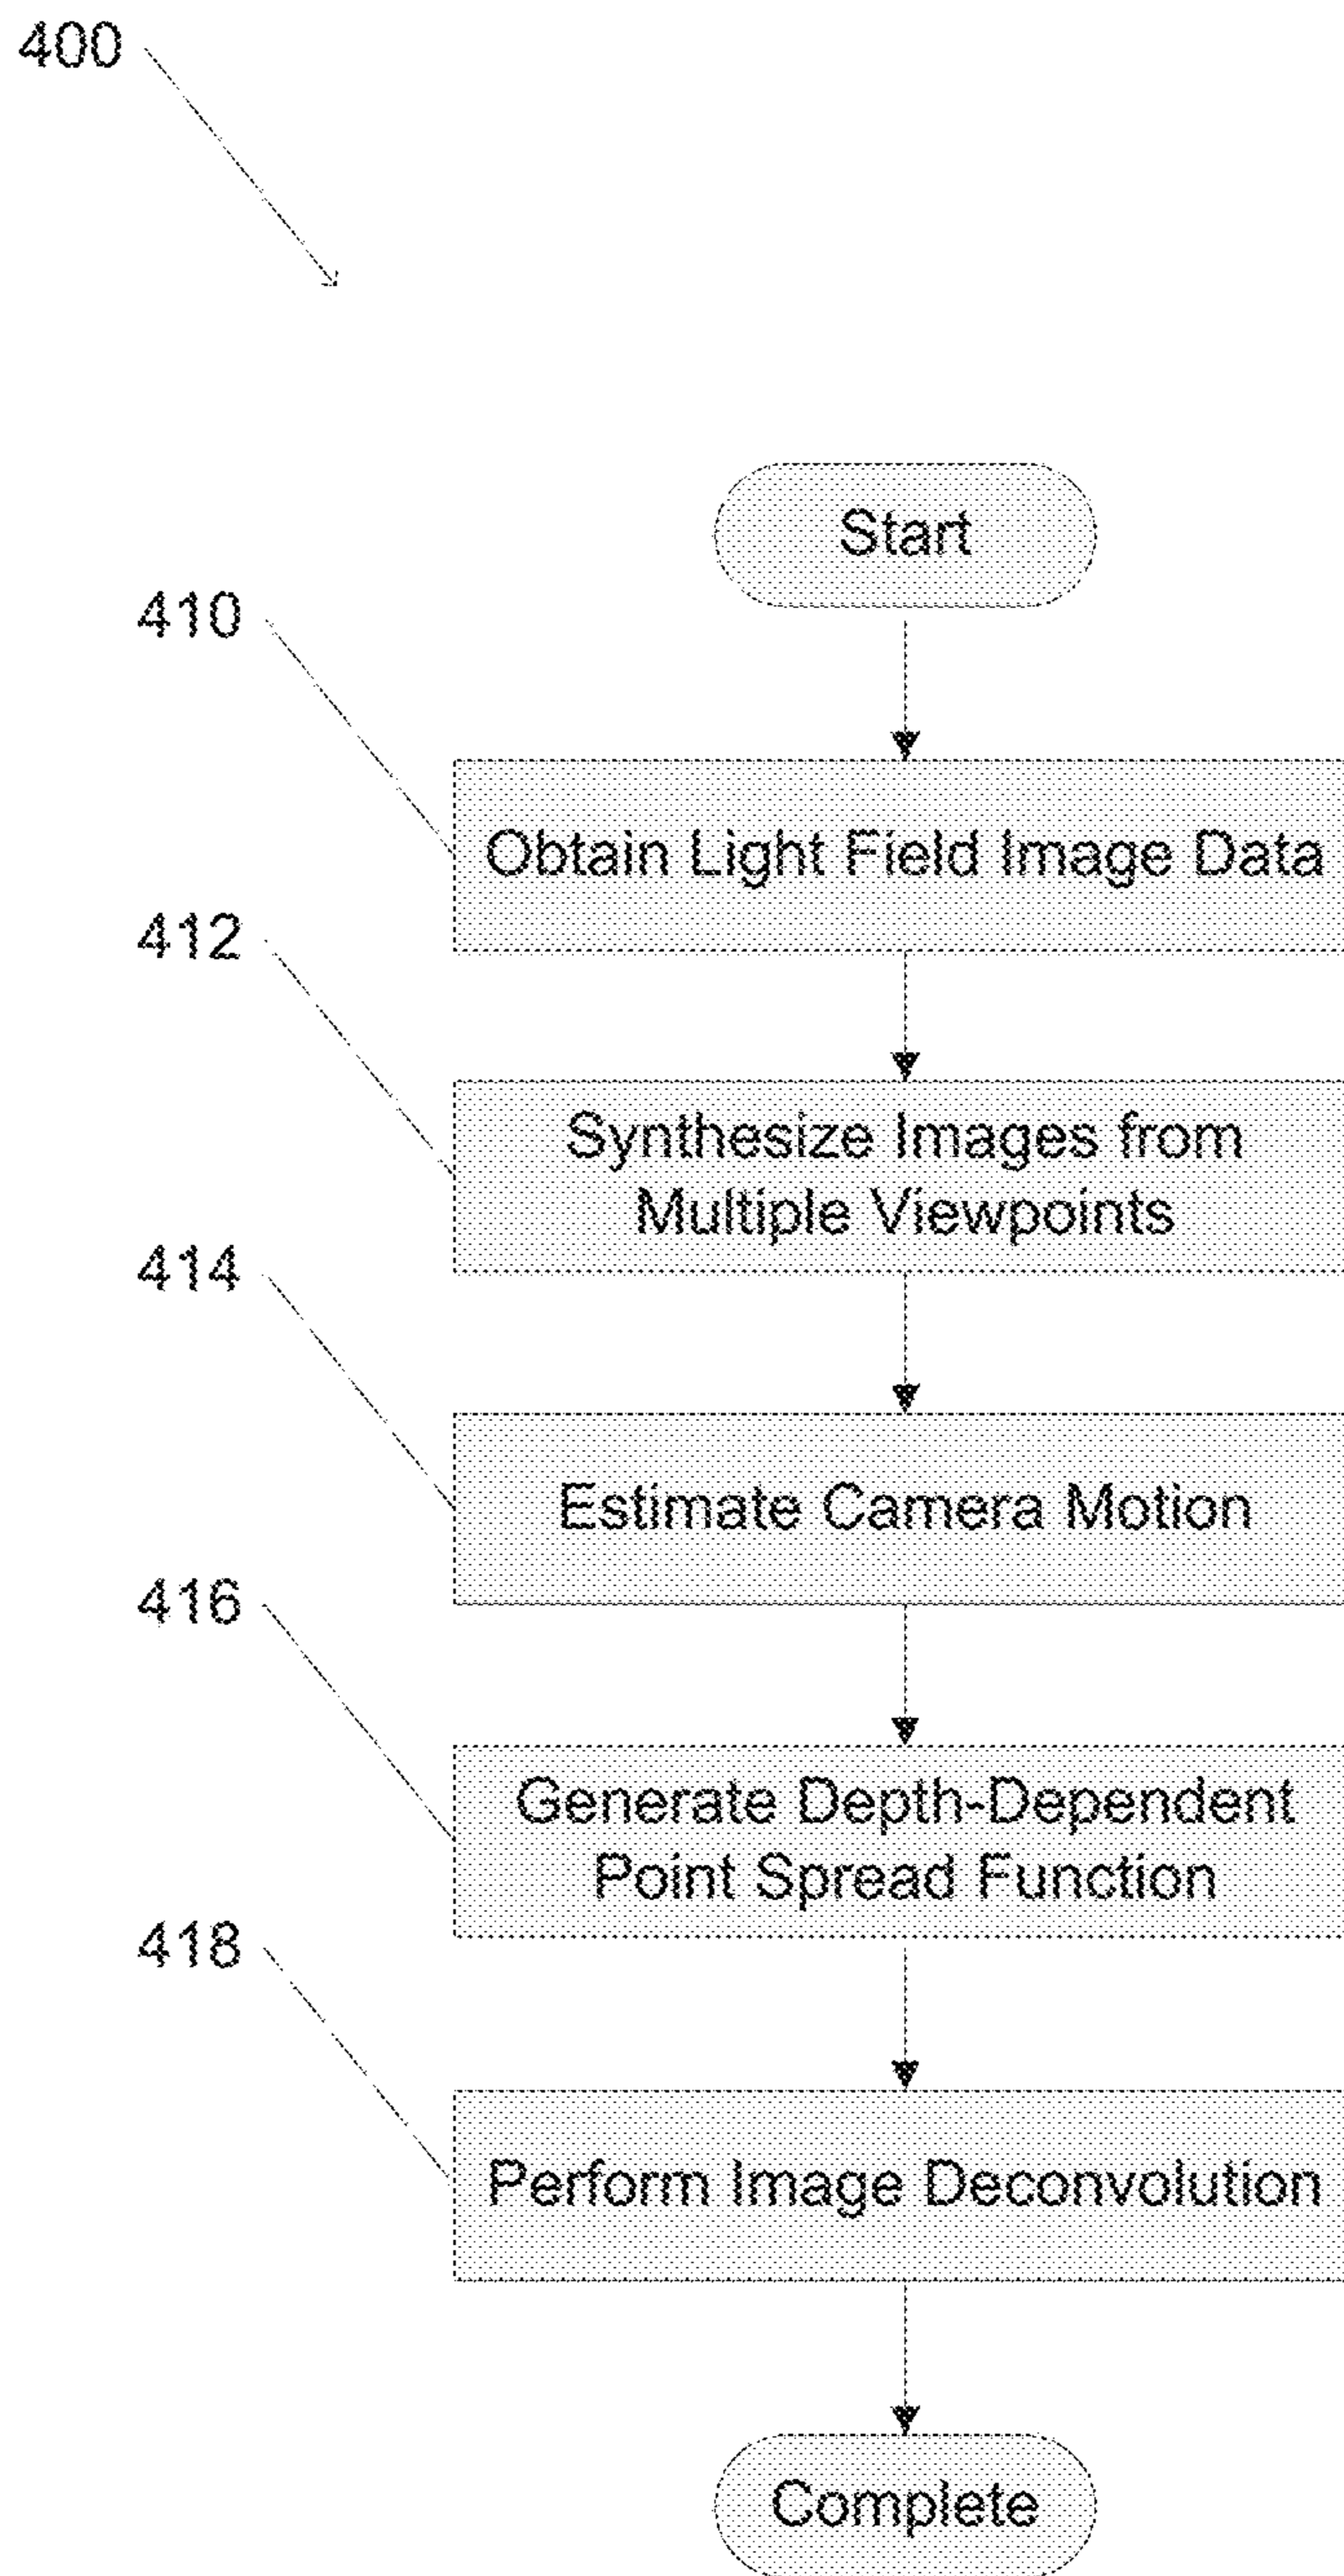 400
Start
410
Obtain Light Field Image Data
412
Synthesize Images from
Multiple Viewpoints
414
Estimate Camera Motion
416
Generate Depth-Dependent
Point Spread Function
418
Perform Image Deconvolution
Complete